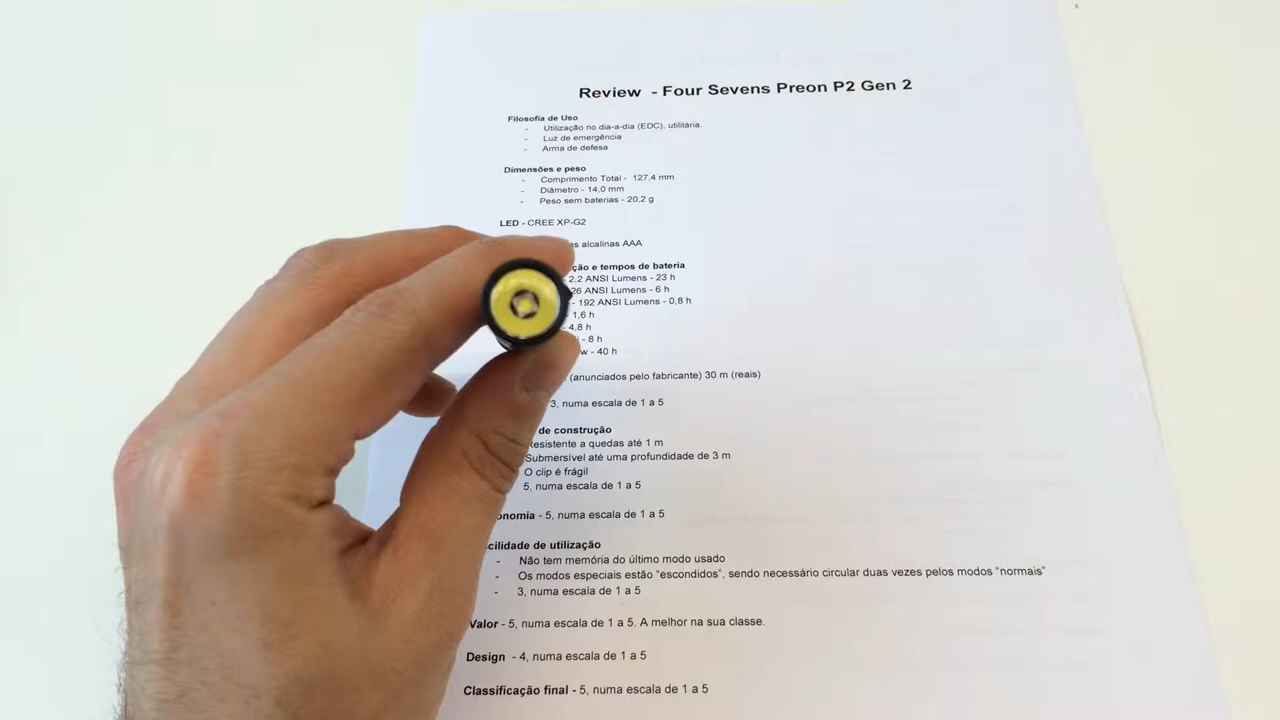 Review - Four Sevens Preon P2 Gen 2
Filosofia de Uso
- Utilização no dia-a-dia (EDC), utilitária.
- Luz de emergência
- Arma de defesa
Dimensões e peso
- Comprimento Total - 127,4 mm
- Diâmetro - 14,0 mm
- Peso sem baterias - 20,2 g
LED - CREE XP-G2
alcalinas AAA
e tempos de bateria
2,2 ANSI Lumens - 23 h
26 ANSI Lumens - 6 h
- 192 ANSI Lumens - 0,8 h
- 1,6 h
- 4,8 h
- 8 h
- 40 h
(anunciados pelo fabricante) 30 m (reais)
3, numa escala de 1 a 5
de construção
Resistente a quedas até 1 m
Submersível até uma profundidade de 3 m
O clip é frágil
5, numa escala de 1 a 5
- 5, numa escala de 1 a 5
cilidade de utilização
- Não tem memória do último modo usado
- Os modos especiais estão “escondidos”, sendo necessário circular duas vezes pelos modos “normais”
- 3, numa escala de 1 a 5
Valor - 5, numa escala de 1 a 5. A melhor na sua classe.
Design - 4, numa escala de 1 a 5
Classificação final - 5, numa escala de 1 a 5